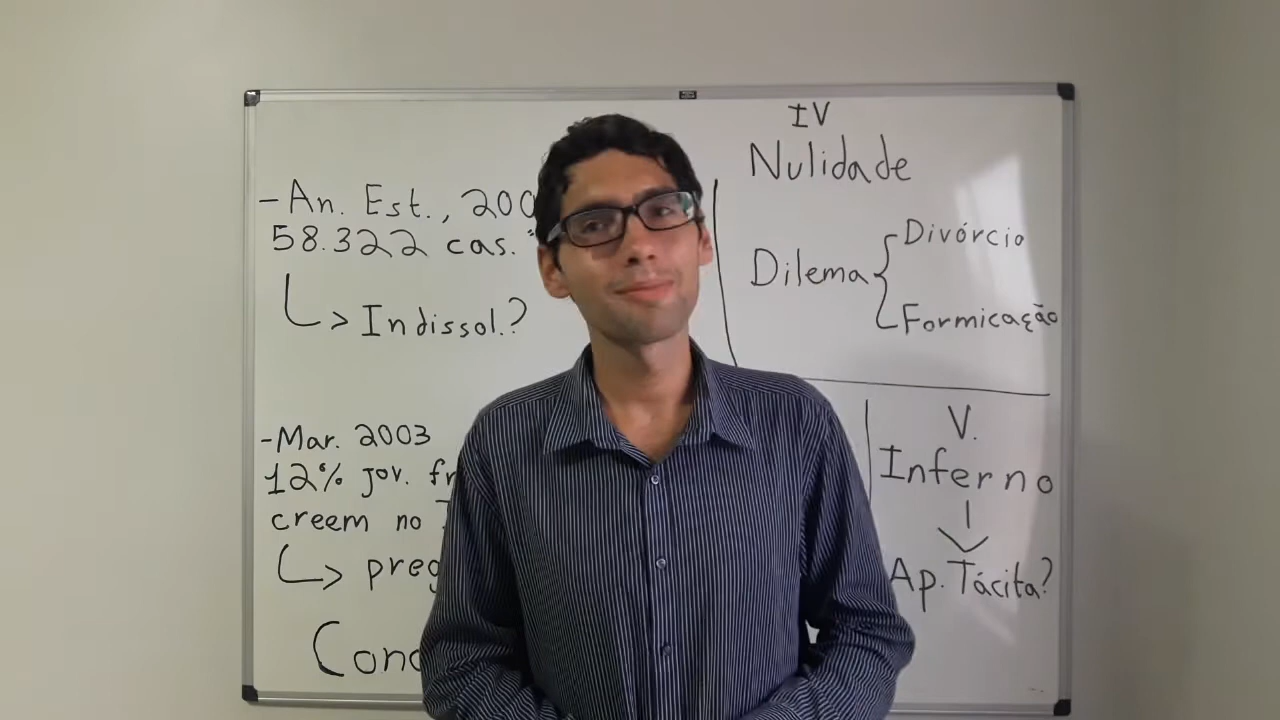 -An. Est., 200
58.322 cas.
Indissol.?
-Mar. 2003
12% jov. fr
creem no
preg
Conc
IV
Nulidade
Dilema
Divórcio
Formicação
V.
Inferno
Ap. Tácita?